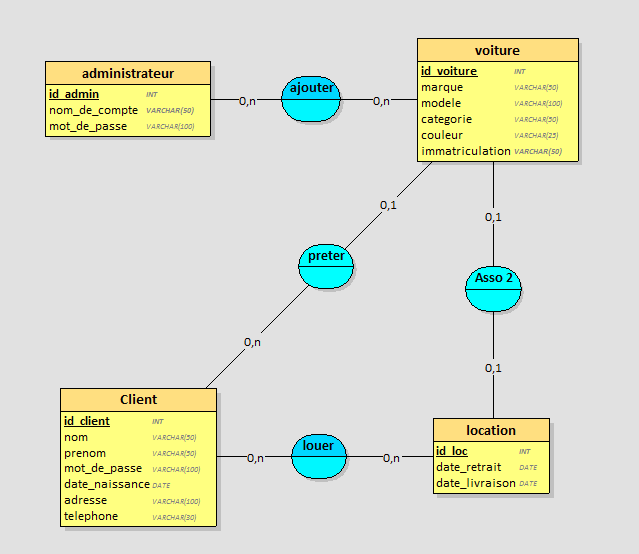 voiture
id_voiture INT
marque VARCHAR(50)
modele VARCHAR(100)
categorie VARCHAR(50)
couleur VARCHAR(25)
immatriculation VARCHAR(50)
administrateur
id_admin INT
nom_de_compte VARCHAR(50)
mot_de_passe VARCHAR(100)
0,n
ajouter
0,n
0,1
0,1
preter
Asso 2
0,n
0,1
Client
id_client INT
nom VARCHAR(50)
prenom VARCHAR(50)
mot_de_passe VARCHAR(100)
date_naissance DATE
adresse VARCHAR(100)
telephone VARCHAR(30)
0,n
louer
0,n
location
id_loc INT
date_retrait DATE
date_livraison DATE